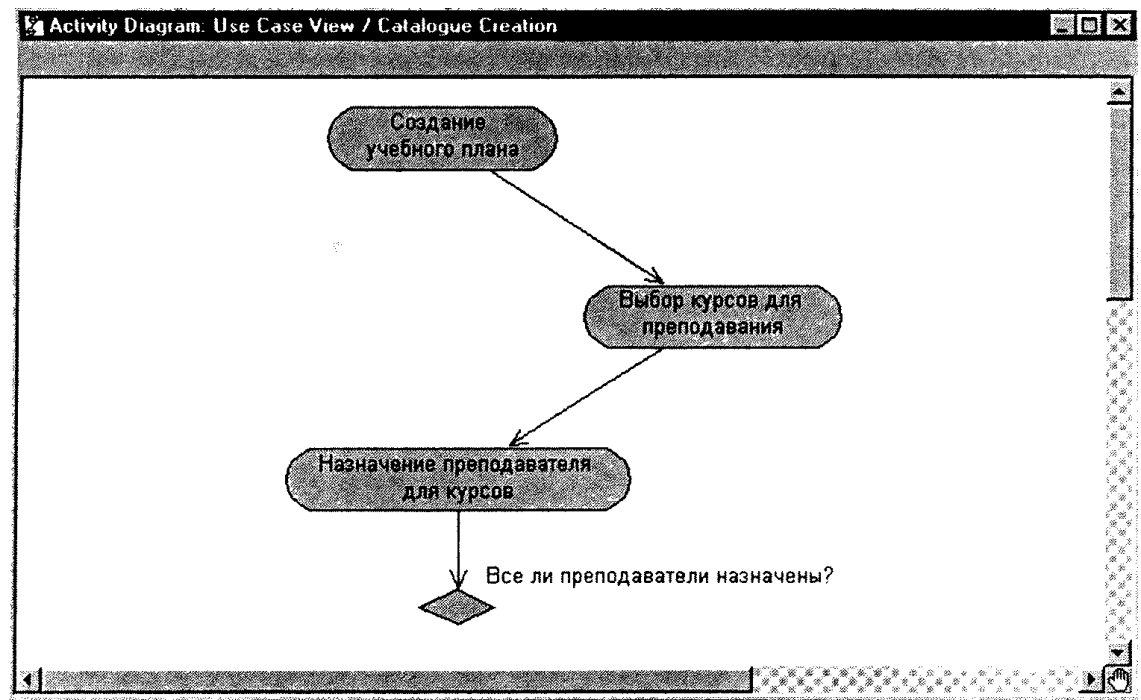 Activity Diagram: Use Case View / Catalogue Creation
Создание
учебного плана
Выбор курсов для
преподавания
Назначение преподавателя
для курсов
Все ли преподаватели назначены?